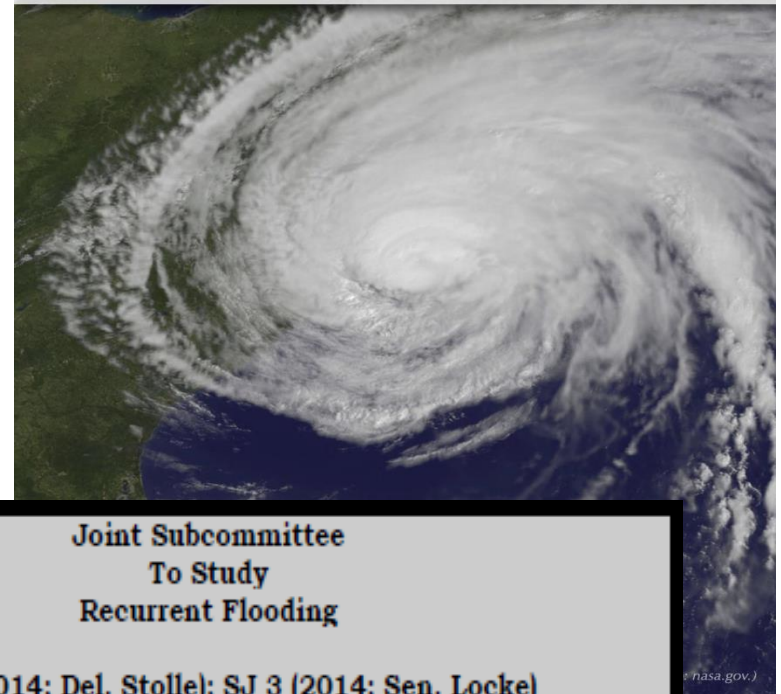 Joint Subcommittee
To Study
Recurrent Flooding
014: Del. Stolle): SJ 3 (2014: Sen. Locke)
: nasa.gov.)